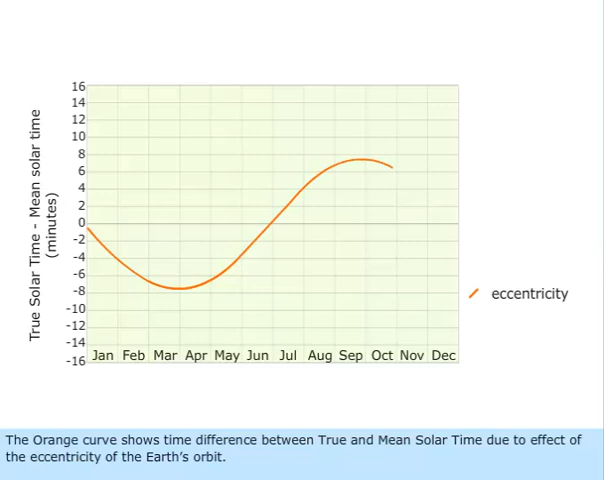 True Solar Time - Mean solar time
(minutes)
16
14
12
10
8
6
4
2
0
-2
-4
-6
-8
-10
-12
-14
-16
Jan Feb Mar Apr May Jun Jul Aug Sep Oct Nov Dec
eccentricity
The Orange curve shows time difference between True and Mean Solar Time due to effect of
the eccentricity of the Earth's orbit.